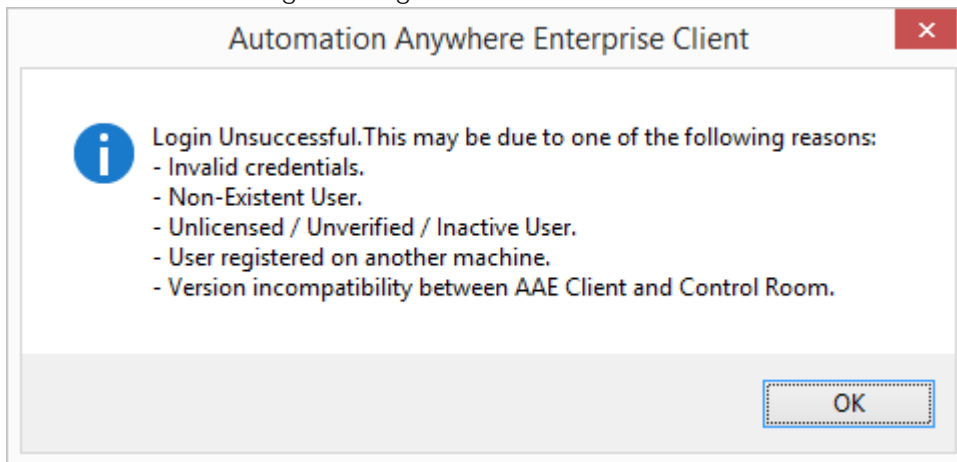 Automation Anywhere Enterprise Client
Login Unsuccessful.This may be due to one of the following reasons:
- Invalid credentials.
- Non-Existent User.
- Unlicensed / Unverified / Inactive User.
- User registered on another machine.
- Version incompatibility between AAE Client and Control Room.
OK